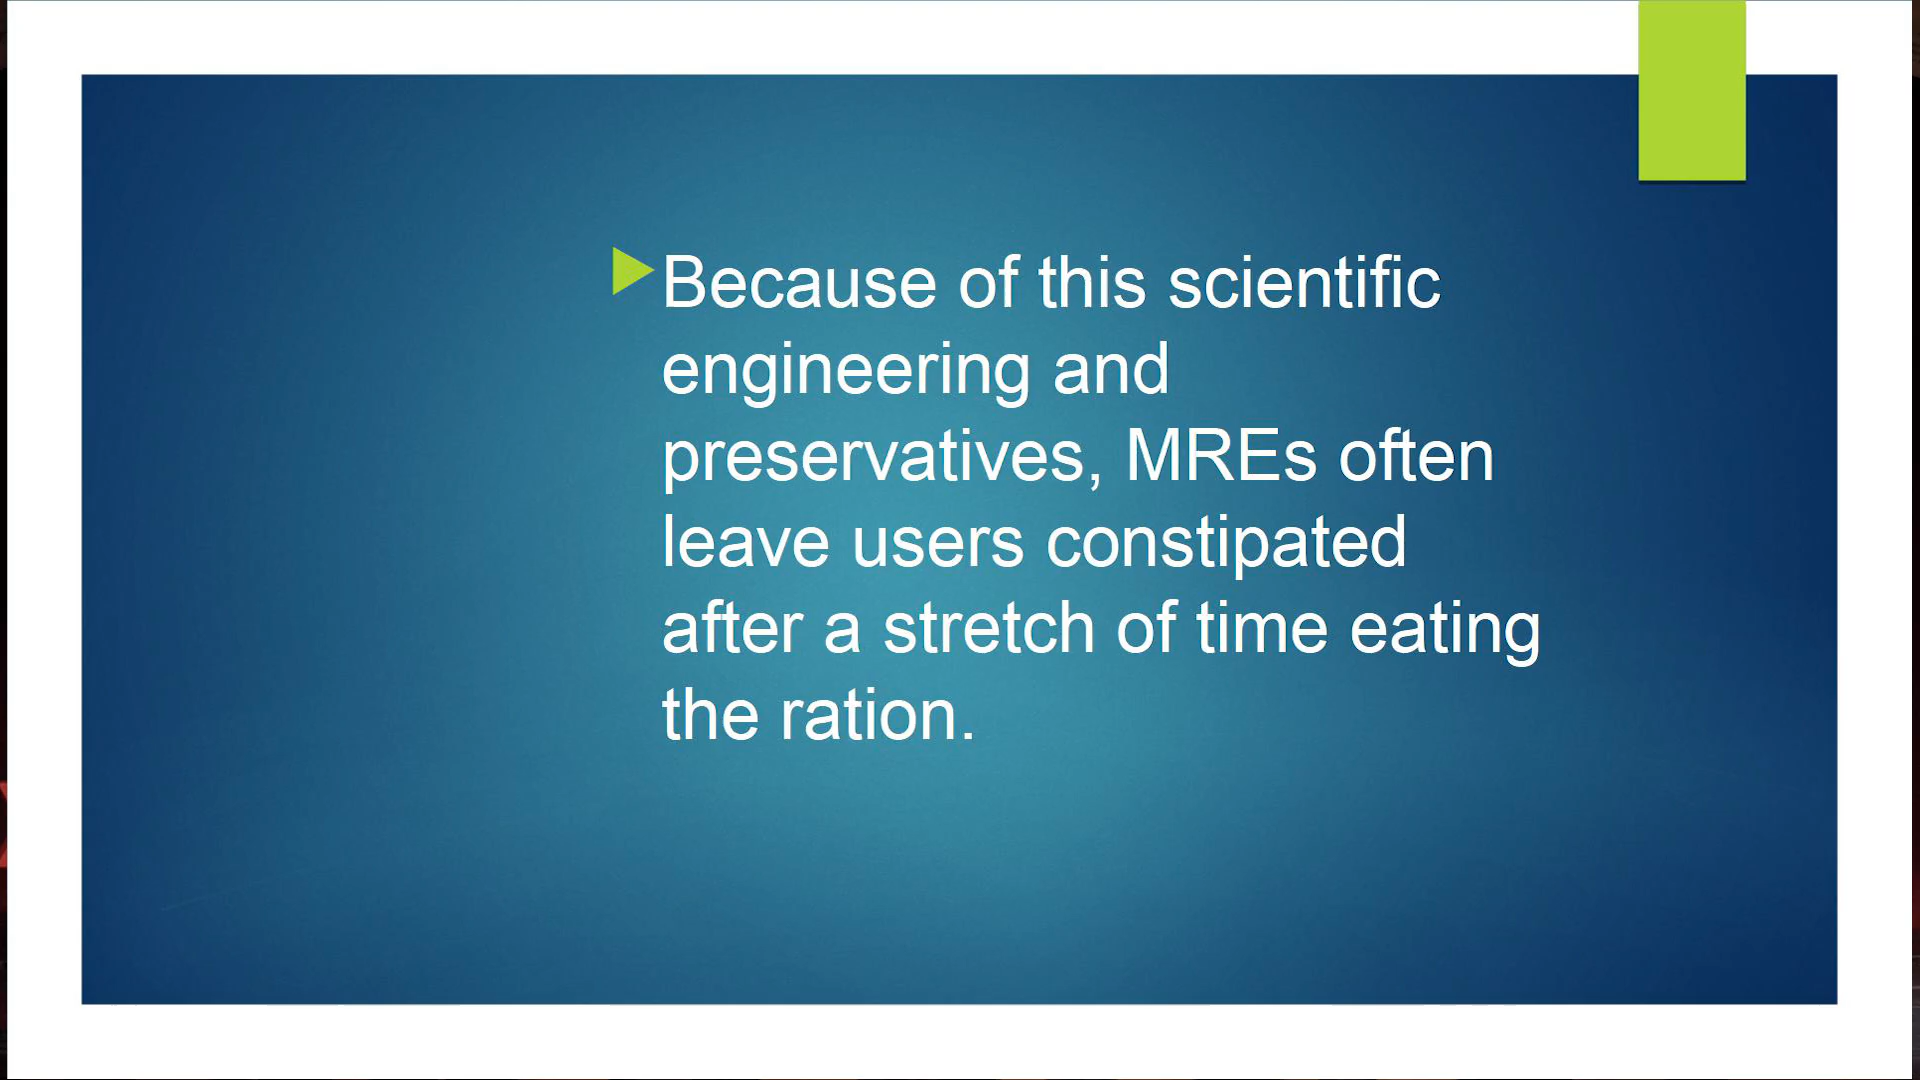 Because of this scientific
engineering and
preservatives, MREs often
leave users constipated
after a stretch of time eating
the ration.